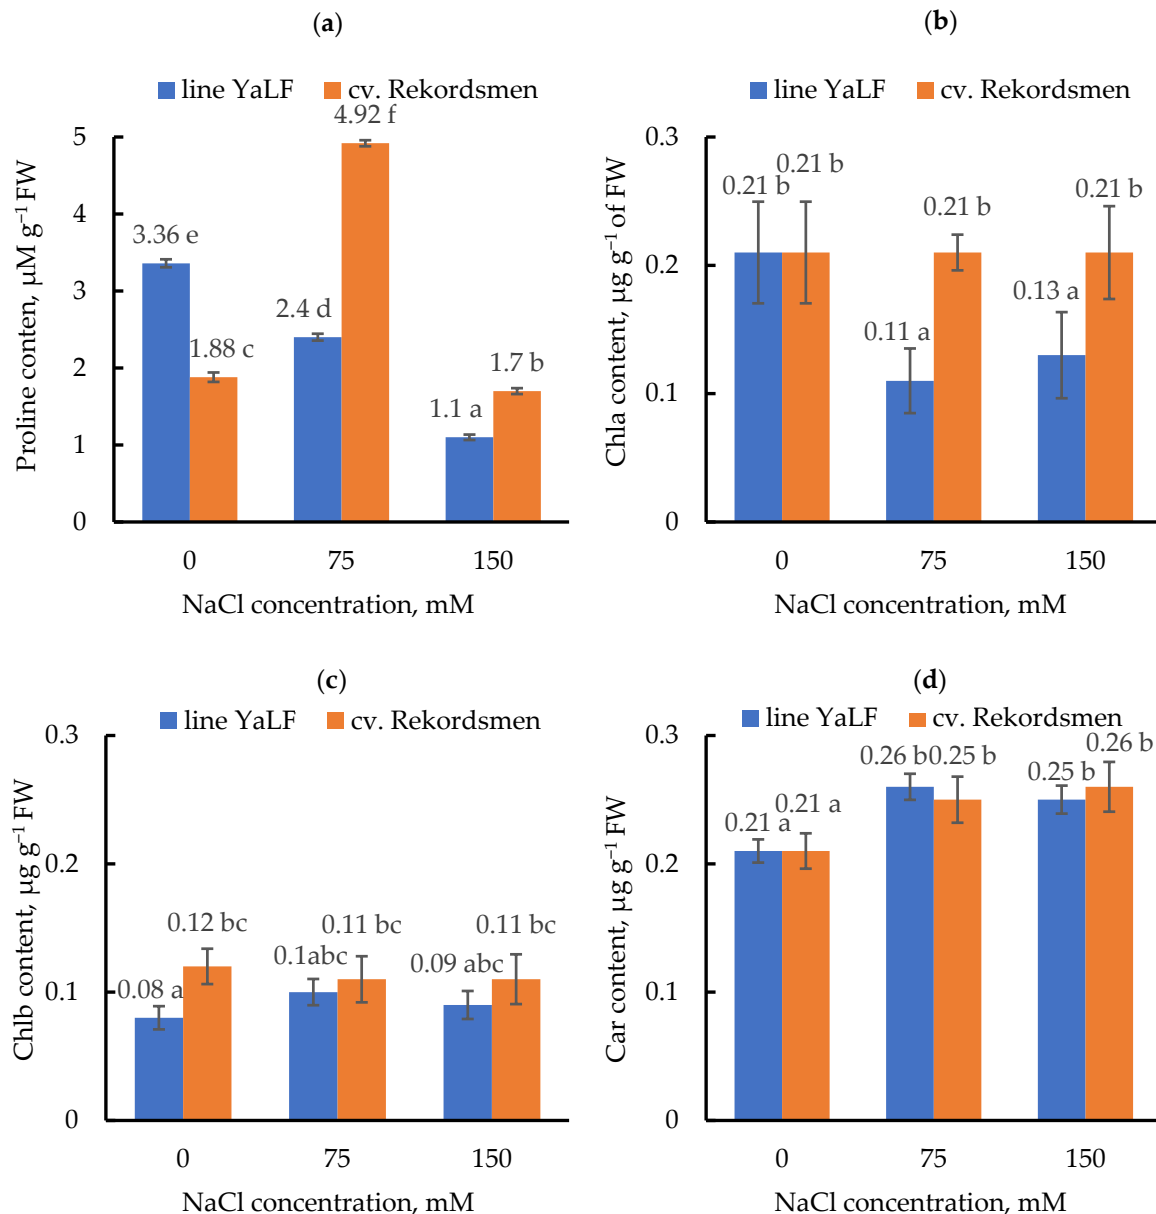 (a)
line YaLF cv. Rekordsmen
Proline conten, µM g⁻¹ FW
5
4
3
2
1
0
3.36 e
1.88 c
2.4 d
4.92 f
1.1 a
1.7 b
0 75 150
NaCl concentration, mM
(b)
line YaLF cv. Rekordsmen
Chla content, µg g⁻¹ of FW
0.3
0.2
0.1
0
0.21 b
0.21 b
0.11 a
0.21 b
0.13 a
0.21 b
0 75 150
NaCl concentration, mM
(c)
line YaLF cv. Rekordsmen
Chlb content, µg g⁻¹ FW
0.3
0.2
0.1
0
0.08 a
0.12 bc
0.1abc
0.11 bc
0.09 abc
0.11 bc
0 75 150
NaCl concentration, mM
(d)
line YaLF cv. Rekordsmen
Car content, µg g⁻¹ FW
0.3
0.2
0.1
0
0.21 a
0.21 a
0.26 b
0.25 b
0.25 b
0.26 b
0 75 150
NaCl concentration, mM